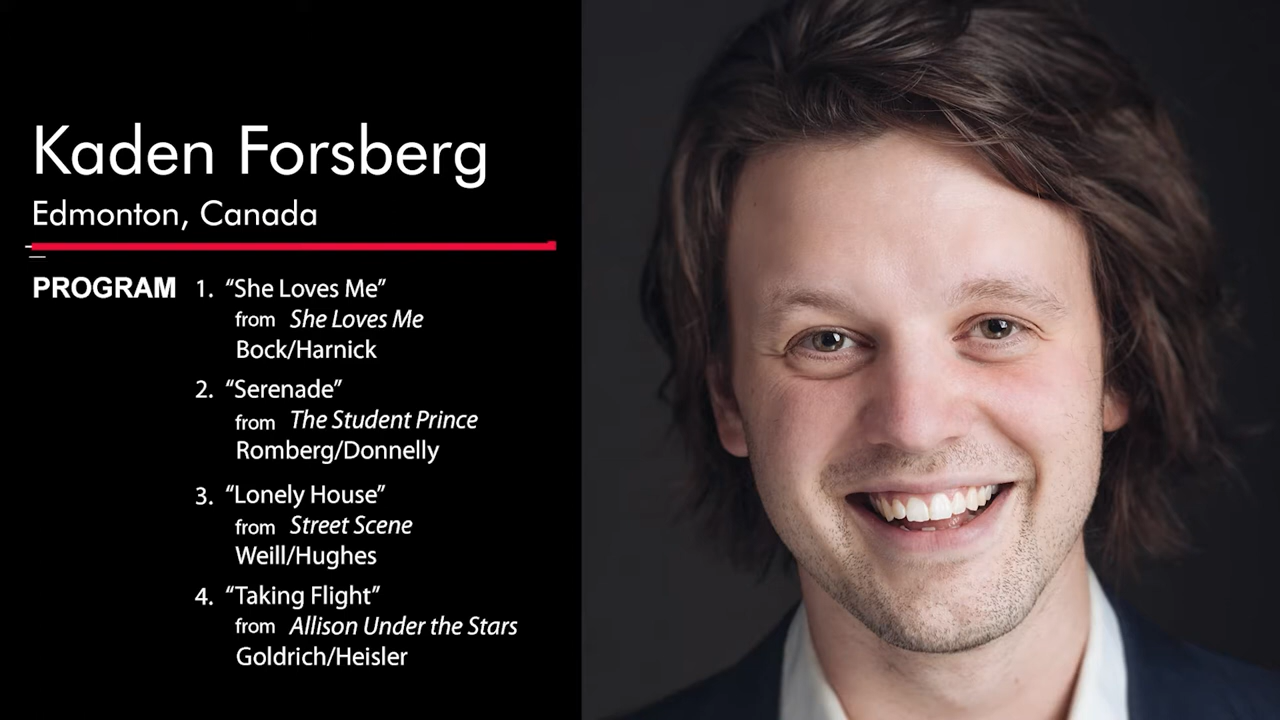 Kaden Forsberg
Edmonton, Canada
PROGRAM 1. “She Loves Me”
from She Loves Me
Bock/Harnick
2. “Serenade”
from The Student Prince
Romberg/Donnelly
3. “Lonely House”
from Street Scene
Weill/Hughes
4. “Taking Flight”
from Allison Under the Stars
Goldrich/Heisler